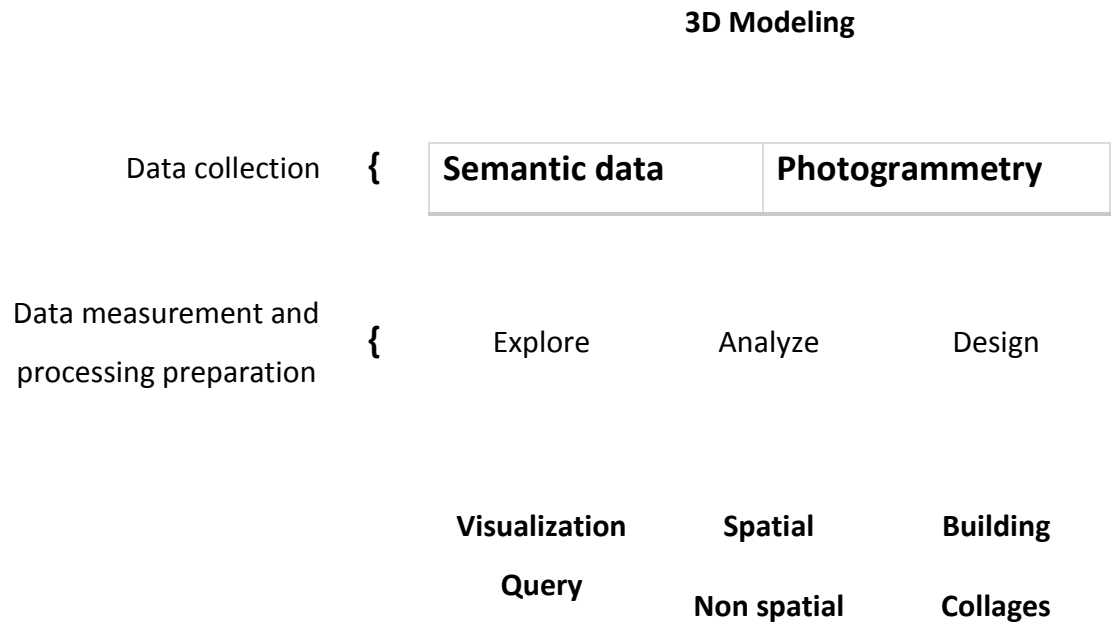 3D Modeling
Data collection { Semantic data Photogrammetry
Data measurement and
processing preparation { Explore Analyze Design
Visualization Spatial Building
Query
Non spatial Collages